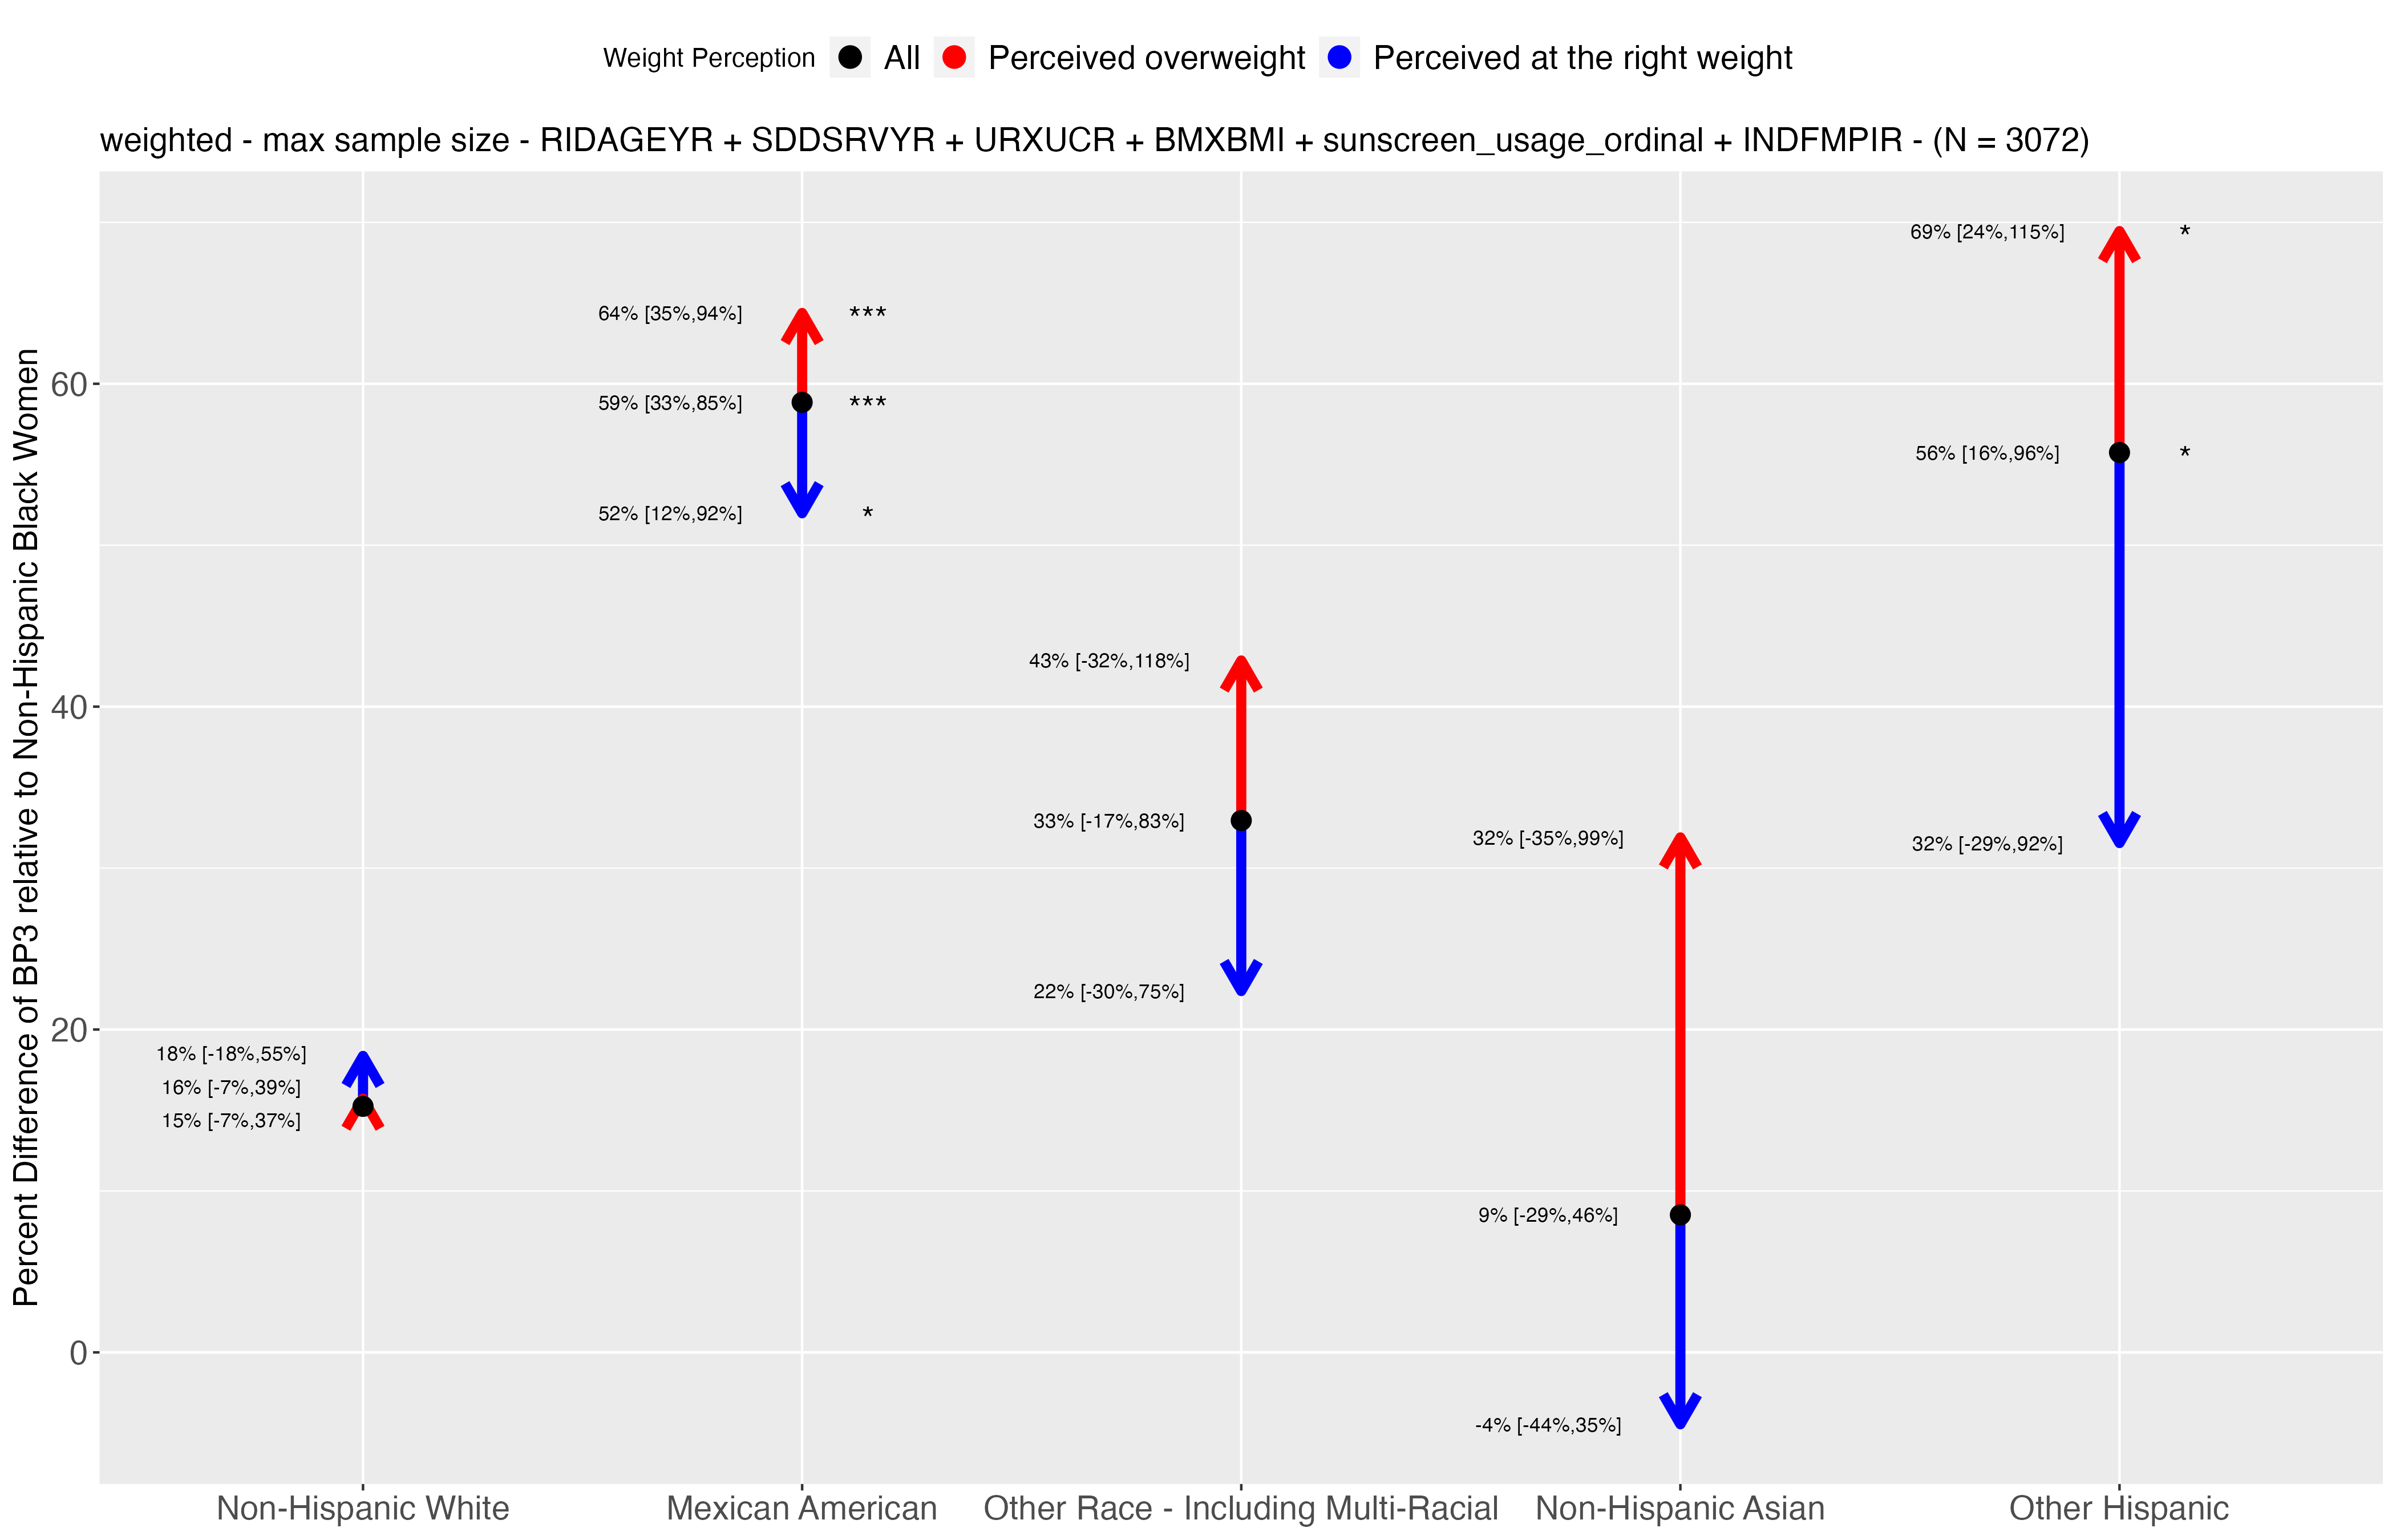 Weight Perception All Perceived overweight Perceived at the right weight
weighted - max sample size - RIDAGEYR + SDDSRVYR + URXUCR + BMXBMI + sunscreen_usage_ordinal + INDFMPIR - (N = 3072)
Percent Difference of BP3 relative to Non-Hispanic Black Women
60
40
20
0
18% [-18%,55%]
16% [-7%,39%]
15% [-7%,37%]
64% [35%,94%] ***
59% [33%,85%] ***
52% [12%,92%] *
43% [-32%,118%]
33% [-17%,83%]
22% [-30%,75%]
32% [-35%,99%]
9% [-29%,46%]
-4% [-44%,35%]
69% [24%,115%] *
56% [16%,96%] *
32% [-29%,92%]
Non-Hispanic White
Mexican American
Other Race - Including Multi-Racial
Non-Hispanic Asian
Other Hispanic